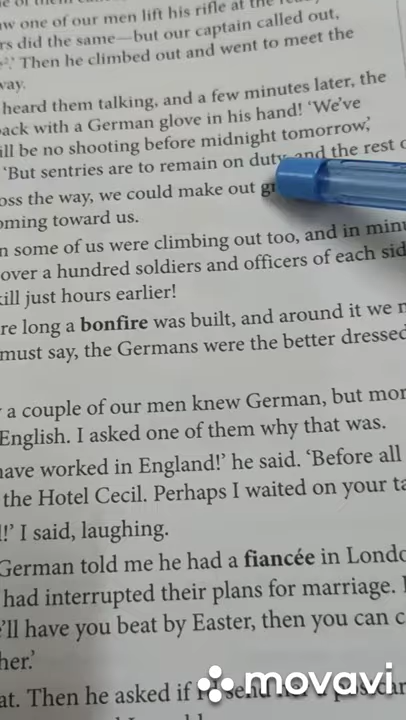 w one of our men lift his rifle at the
rs did the same—but our captain called out,
Then he climbed out and went to meet the
way.
heard them talking, and a few minutes later, the
back with a German glove in his hand! ‘We’ve
ill be no shooting before midnight tomorrow,’
‘But sentries are to remain on duty and the rest
oss the way, we could make out
oming toward us.
n some of us were climbing out too, and in
over a hundred soldiers and officers of each
kill just hours earlier!
re long a bonfire was built, and around it we
must say, the Germans were the better dressed
a couple of our men knew German, but
English. I asked one of them why that was.
have worked in England!’ he said. ‘Before all
the Hotel Cecil. Perhaps I waited on your
!’ I said, laughing.
German told me he had a fiancée in
had interrupted their plans for marriage.
’ll have you beat by Easter, then you can
her.’
at. Then he asked if
movavi